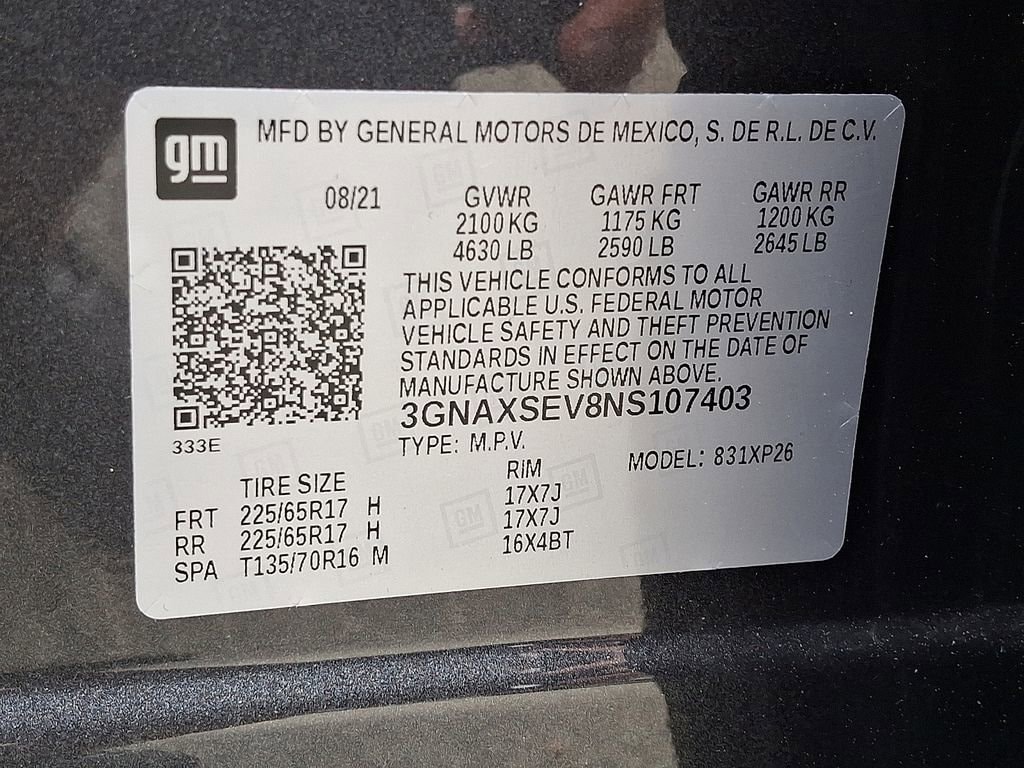 gm
MFD BY GENERAL MOTORS DE MEXICO, S. DE R.L. DE C.V.
08/21 GVWR GAWR FRT GAWR RR
2100 KG 1175 KG 1200 KG
4630 LB 2590 LB 2645 LB
THIS VEHICLE CONFORMS TO ALL
APPLICABLE U.S. FEDERAL MOTOR
VEHICLE SAFETY AND THEFT PREVENTION
STANDARDS IN EFFECT ON THE DATE OF
MANUFACTURE SHOWN ABOVE.
3GNAXSEV8NS107403
333E
TYPE: M.P.V. MODEL: 831XP26
TIRE SIZE RIM
FRT 225/65R17 H 17X7J
RR 225/65R17 H 17X7J
SPA T135/70R16 M 16X4BT